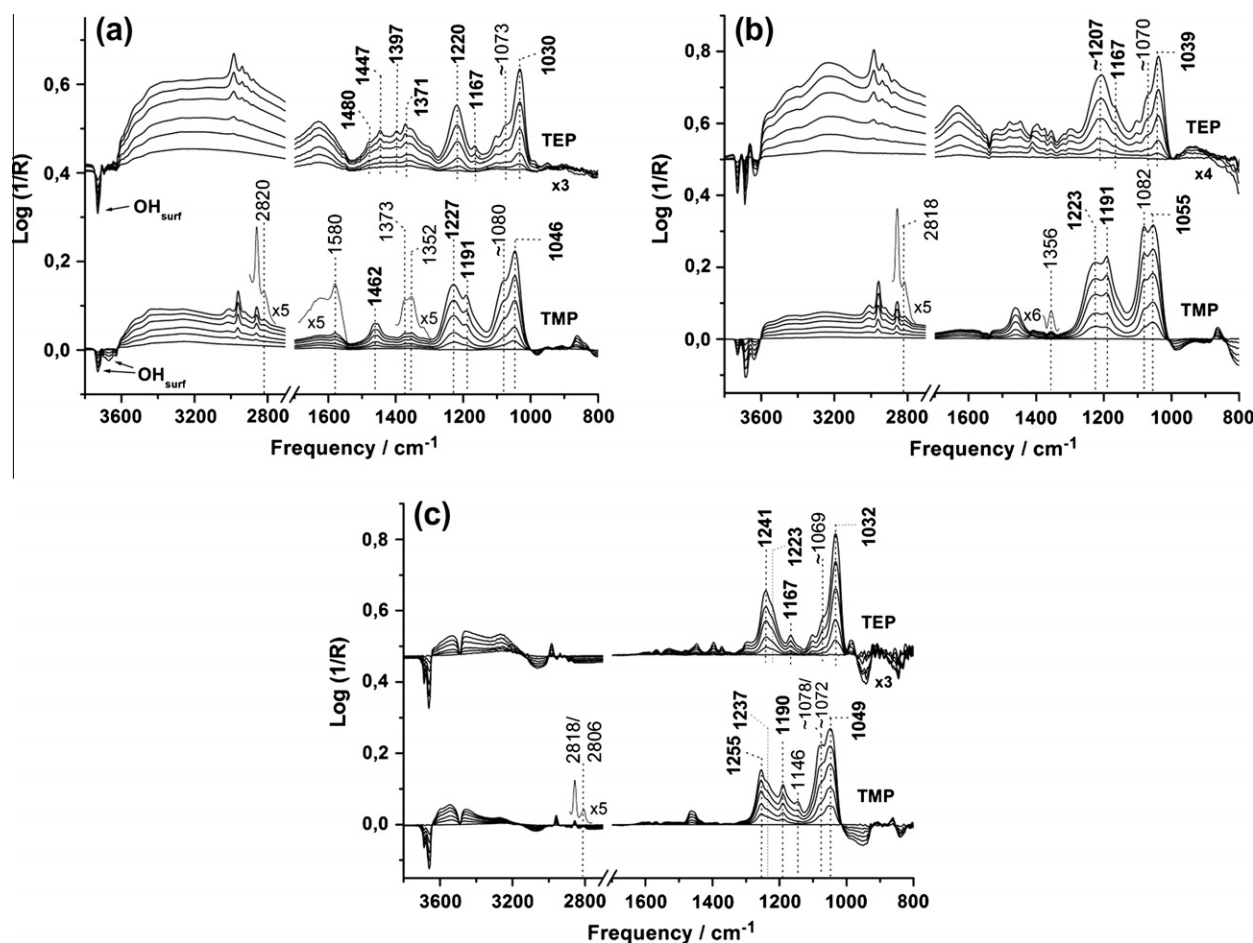 (a)
Log (1/R)
0,6
0,4
0,2
0,0
1480
1447
1397
1371
1220
1167
~1073
1030
TEP
x3
OHsurf
2820
1580
1373
1352
1462
1227
1191
~1080
1046
x5
x5
x5
TMP
OHsurf
3600 3200 2800 1600 1400 1200 1000 800
Frequency / cm-1
(b)
Log (1/R)
0,8
0,6
0,4
0,2
0,0
~1207
1167
~1070
1039
TEP
x4
2818
1356
1223
1191
1082
1055
x5
x6
TMP
3600 3200 2800 1600 1400 1200 1000 800
Frequency / cm-1
(c)
Log (1/R)
0,8
0,6
0,4
0,2
0,0
1241
1223
1167
~1069
1032
TEP
x3
2818/
2806
1255
1237
1190
1146
~1078/
~1072
1049
x5
TMP
3600 3200 2800 1600 1400 1200 1000 800
Frequency / cm-1